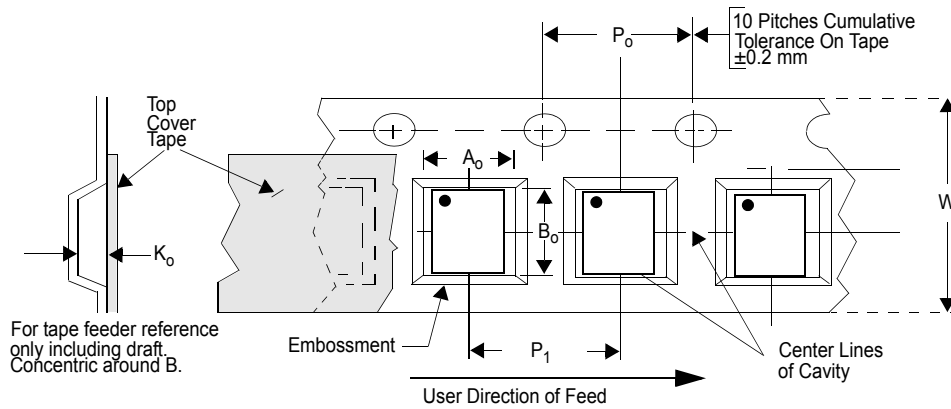 10 Pitches Cumulative
Tolerance On Tape
±0.2 mm
Po
Top
Cover
Tape
Ao
W
Bo
Ko
For tape feeder reference
only including draft.
Concentric around B.
Embossment
P1
Center Lines
of Cavity
User Direction of Feed